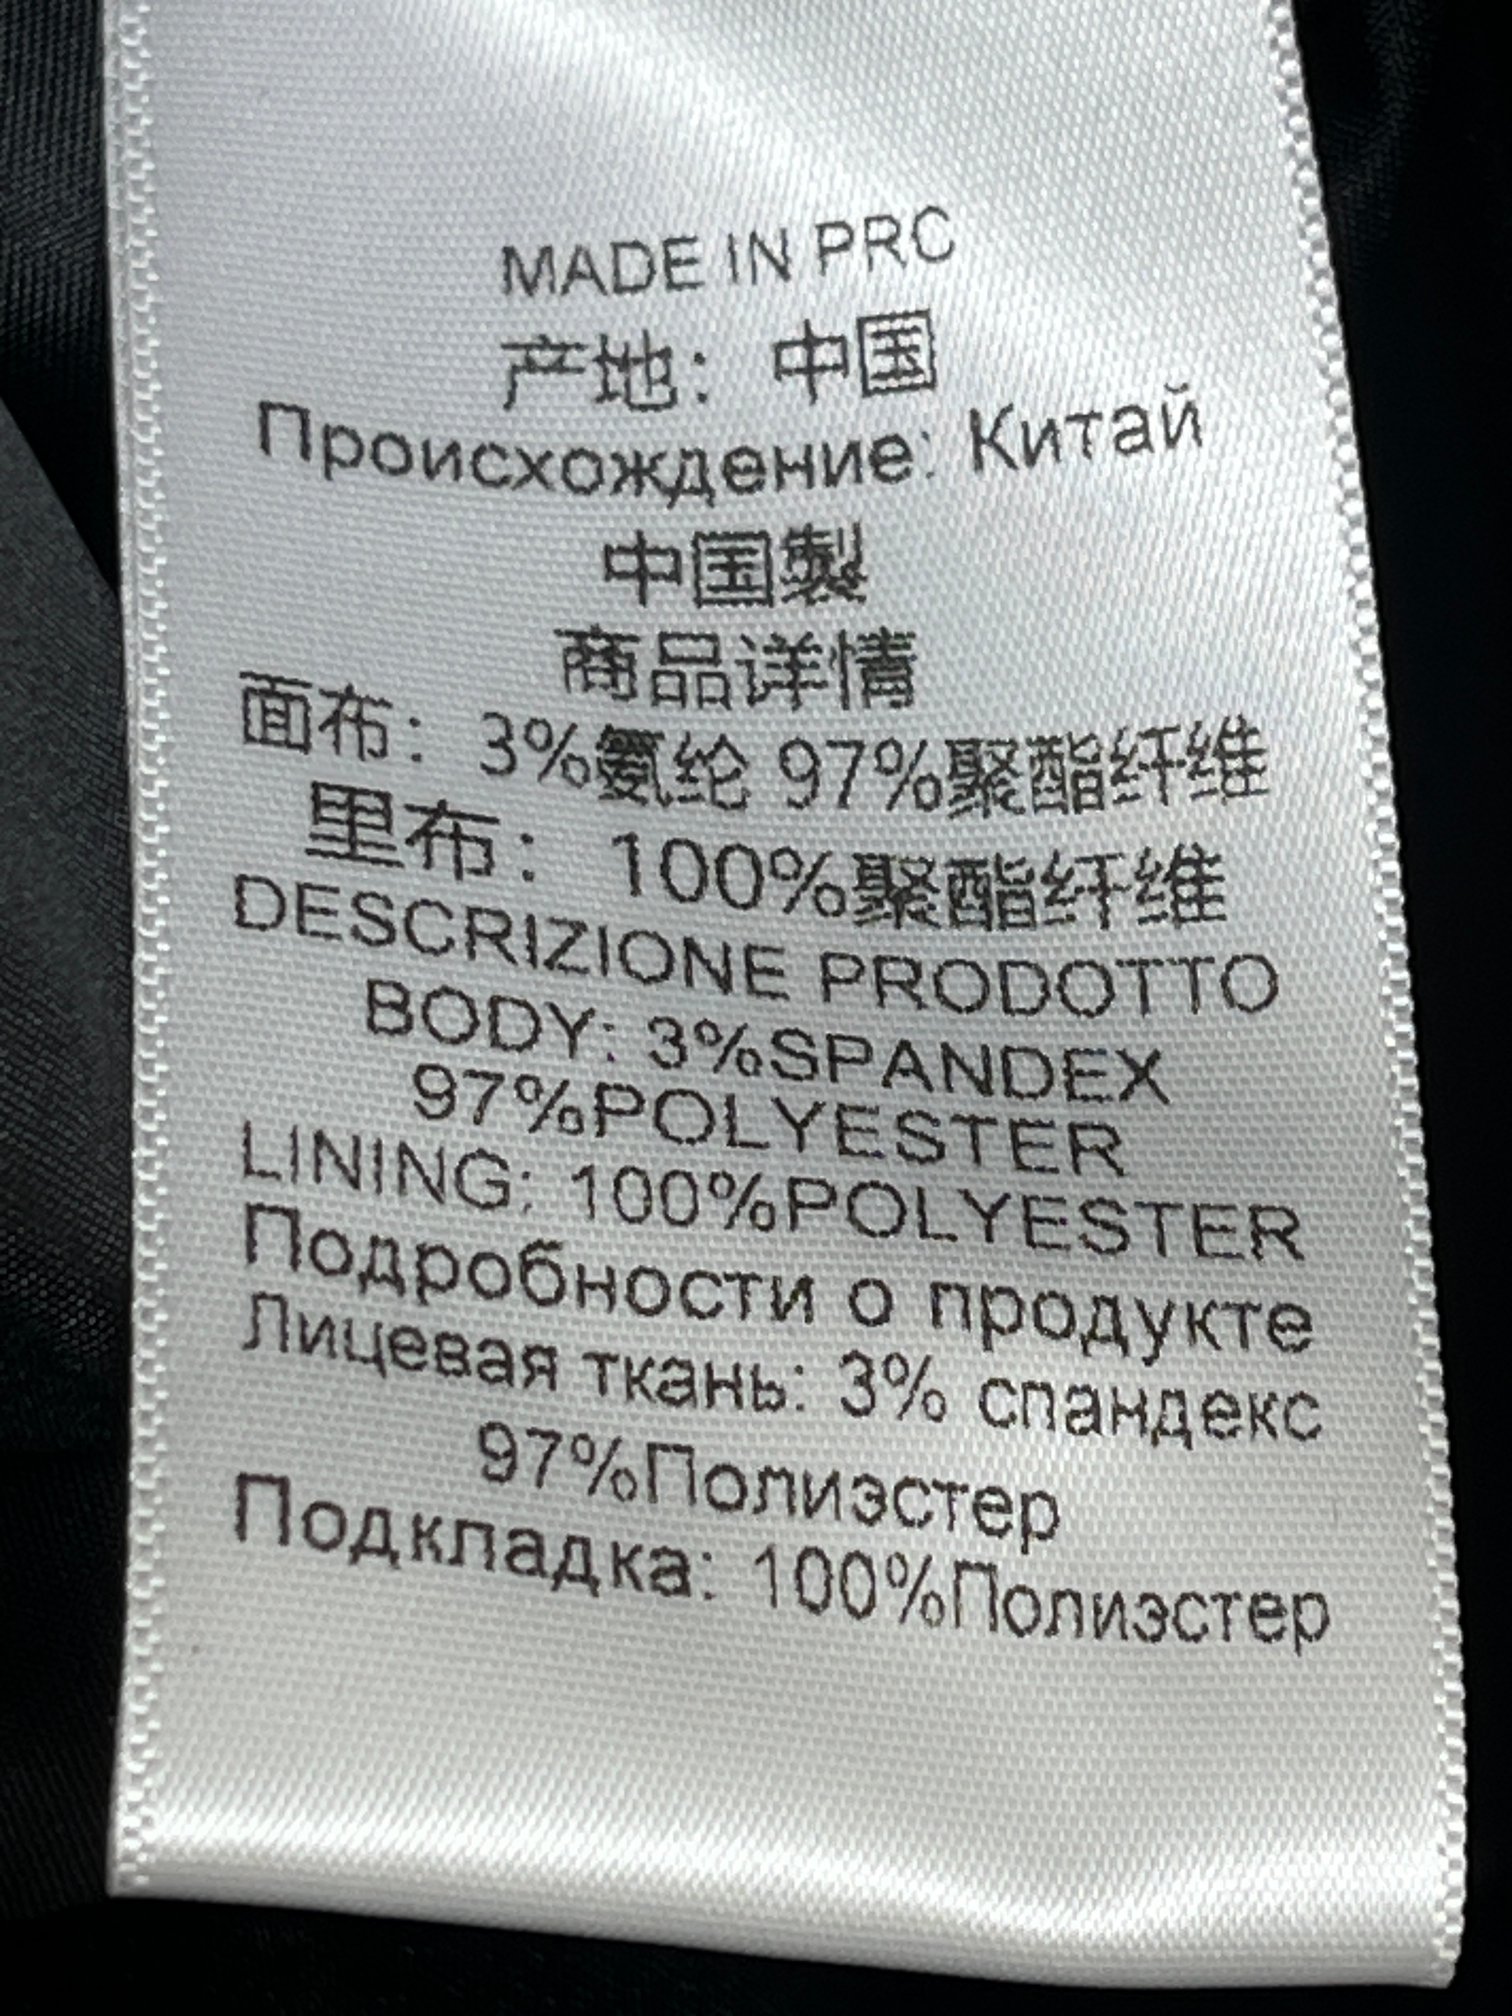 MADE IN PRC
产地：中国
Происхождение: Китай
中国製
商品详情
面布：3%氨纶 97%聚酯纤维
里布：100%聚酯纤维
DESCRIZIONE PRODOTTO
BODY: 3%SPANDEX
97%POLYESTER
LINING: 100%POLYESTER
Подробности о продукте
Лицевая ткань: 3% спандекс
97%Полиэстер
Подкладка: 100%Полиэстер